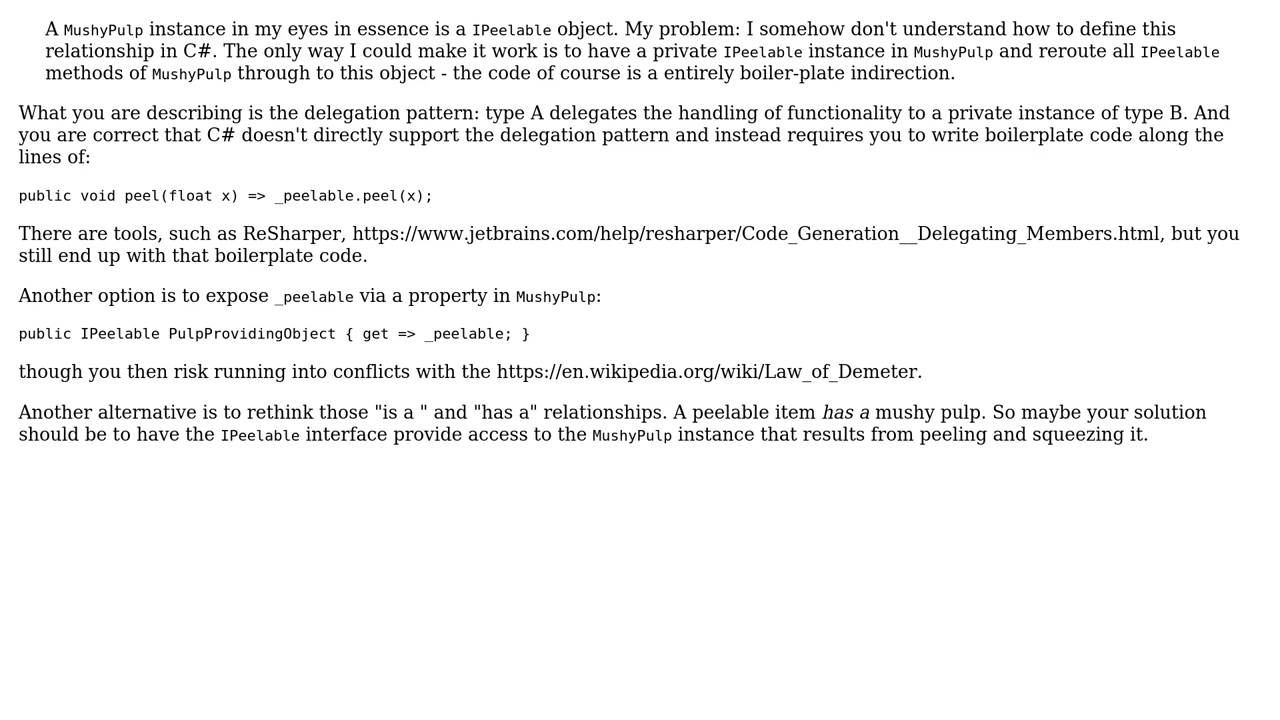 A MushyPulp instance in my eyes in essence is a IPeelable object. My problem: I somehow don't understand how to define this
relationship in C#. The only way I could make it work is to have a private IPeelable instance in MushyPulp and reroute all IPeelable
methods of MushyPulp through to this object - the code of course is a entirely boiler-plate indirection.
What you are describing is the delegation pattern: type A delegates the handling of functionality to a private instance of type B. And
you are correct that C# doesn't directly support the delegation pattern and instead requires you to write boilerplate code along the
lines of:
public void peel(float x) => _peelable.peel(x);
There are tools, such as ReSharper, https://www.jetbrains.com/help/resharper/Code_Generation__Delegating_Members.html, but you
still end up with that boilerplate code.
Another option is to expose _peelable via a property in MushyPulp:
public IPeelable PulpProvidingObject { get => _peelable; }
though you then risk running into conflicts with the https://en.wikipedia.org/wiki/Law_of_Demeter.
Another alternative is to rethink those "is a " and "has a" relationships. A peelable item has a mushy pulp. So maybe your solution
should be to have the IPeelable interface provide access to the MushyPulp instance that results from peeling and squeezing it.